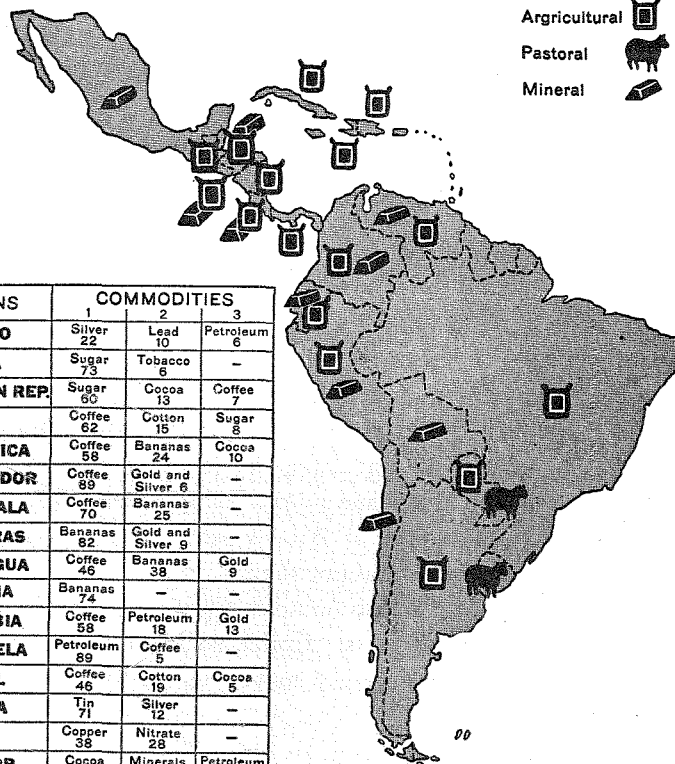 Argricultural
Pastoral
Mineral
NS COMMODITIES
1 2 3
O Silver 22 Lead 10 Petroleum 6
Sugar 73 Tobacco 6 –
N REP. Sugar 60 Cocoa 13 Coffee 7
Coffee 62 Cotton 15 Sugar 8
ICA Coffee 58 Bananas 24 Cocoa 10
DOR Coffee 89 Gold and Silver 6 –
ALA Coffee 70 Bananas 25 –
RAS Bananas 82 Gold and Silver 9 –
GUA Coffee 46 Bananas 38 Gold 9
IA Bananas 74 – –
BIA Coffee 58 Petroleum 18 Gold 13
ELA Petroleum 89 Coffee 5 –
L Coffee 46 Cotton 19 Cocoa 5
A Tin 71 Silver 12 –
Copper 38 Nitrate 28 –
OR Cocoa Minerals Petroleum